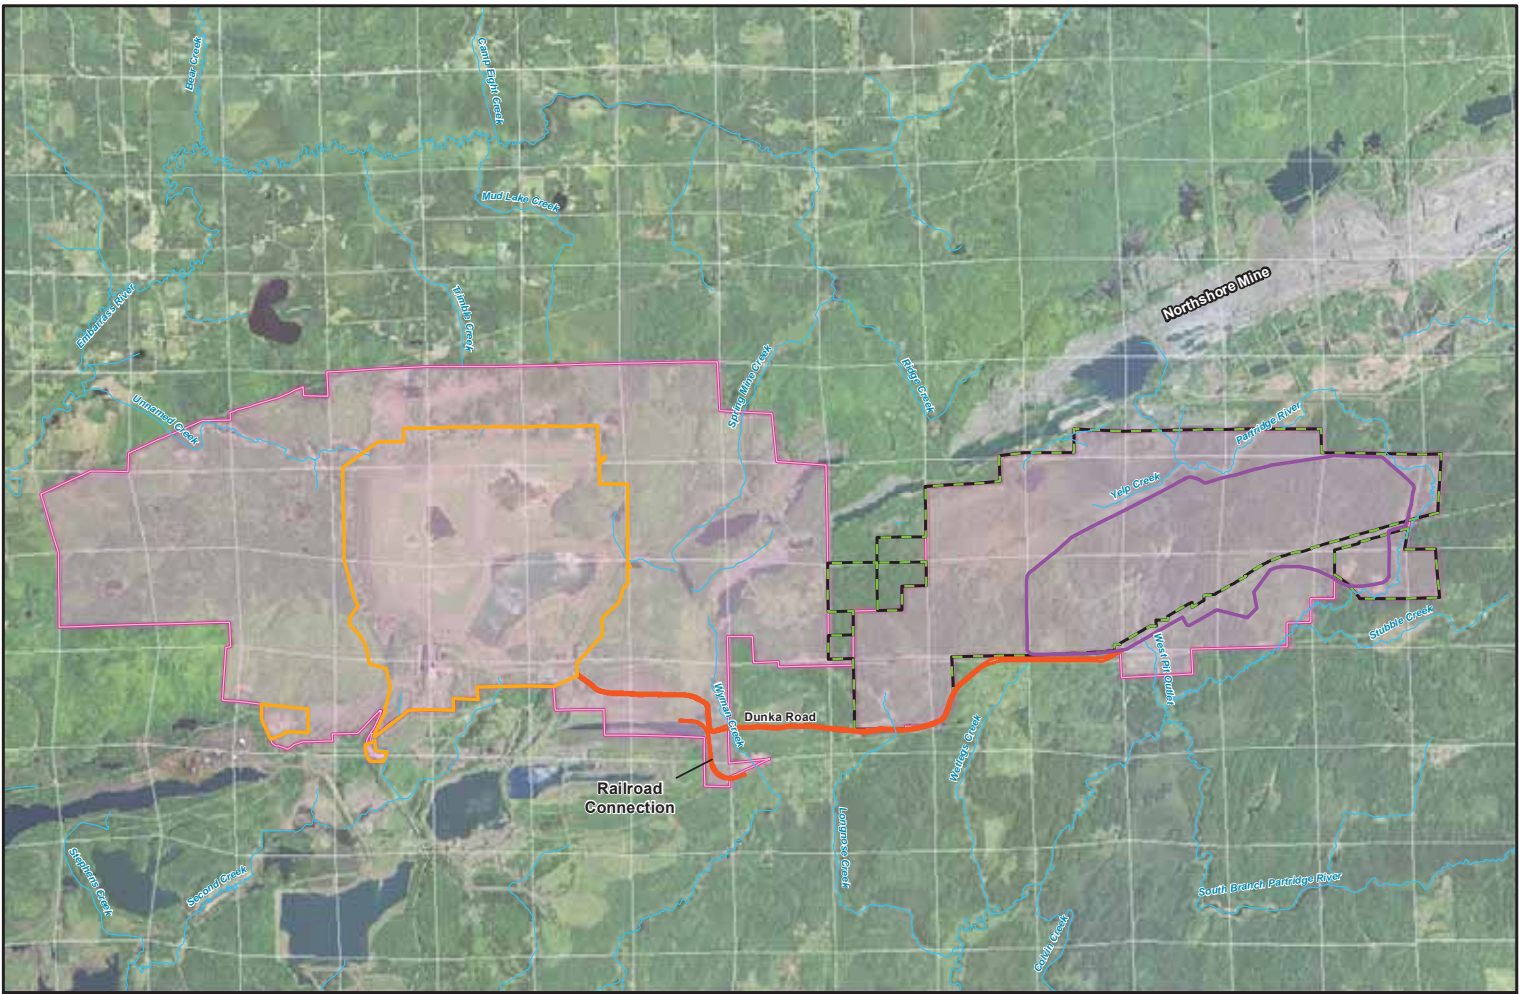 Bear Creek
Camp Eight Creek
Mud Lake Creek
Embarrass River
Trimble Creek
Northshore Mine
Unnamed Creek
Spring Mine Creek
Ridge Creek
Partridge River
Yelp Creek
Stubble Creek
West Pit Outlet
Wyman Creek
Dunka Road
Wetlegs Creek
Railroad
Connection
Longnose Creek
Stephens Creek
Second Creek
South Branch Partridge River
Calvin Creek